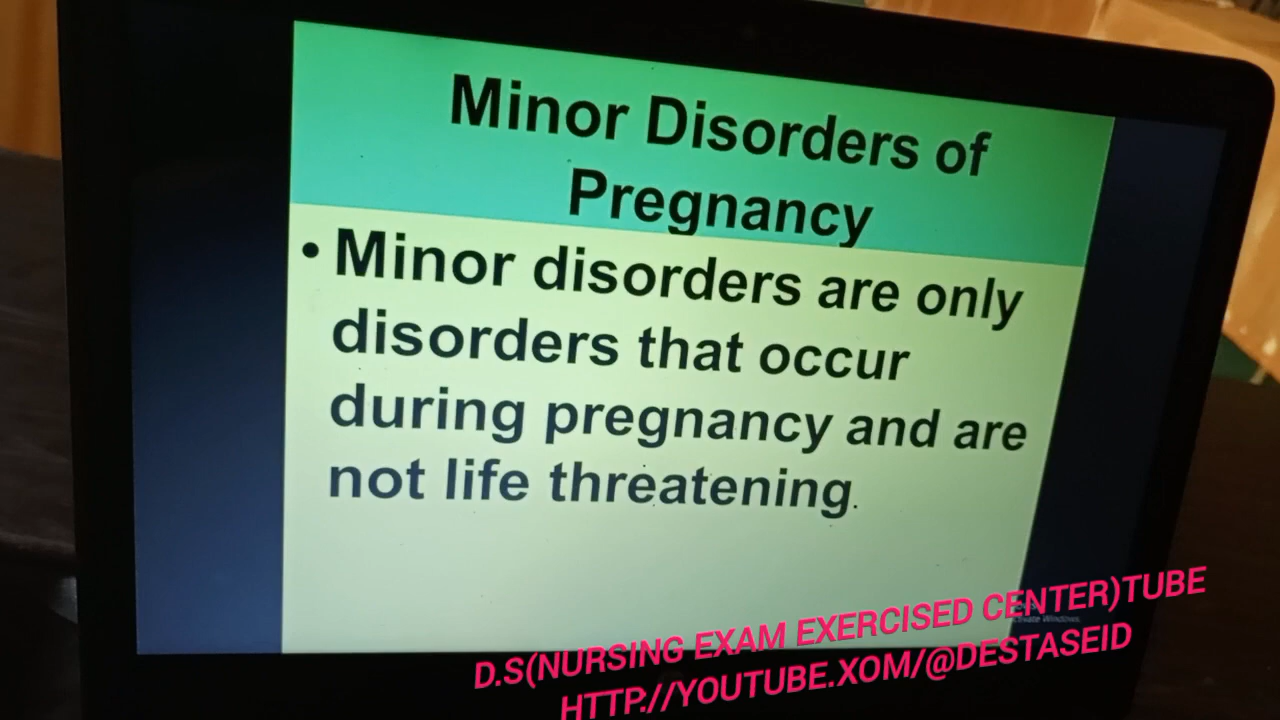 Minor Disorders of
Pregnancy
• Minor disorders are only
disorders that occur
during pregnancy and are
not life threatening.
D.S(NURSING EXAM EXERCISED CENTER)TUBE
HTTP.//YOUTUBE.XOM/@DESTASEID